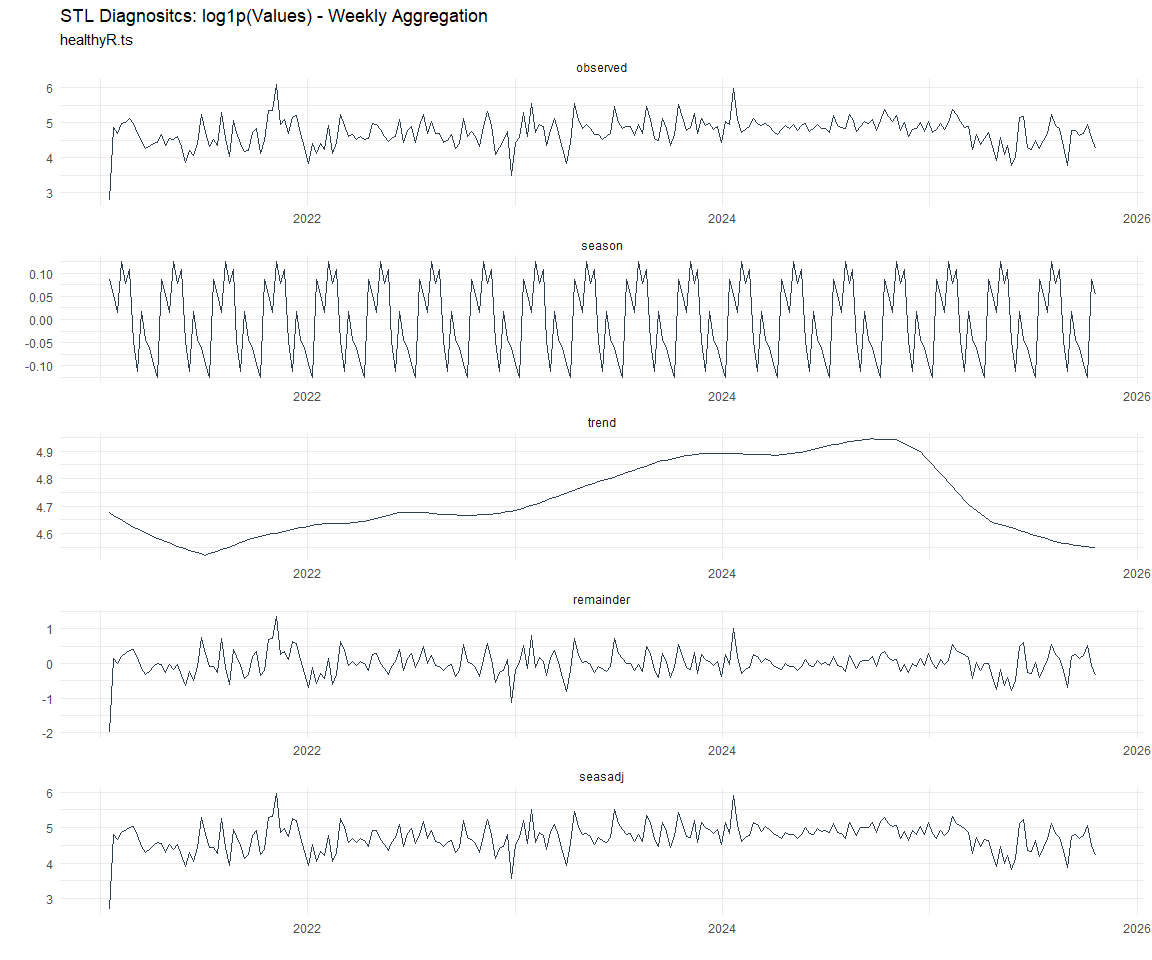 STL Diagnositcs: log1p(Values) - Weekly Aggregation
healthyR.ts
observed
6
5
4
3
2022 2024 2026
season
0.10
0.05
0.00
-0.05
-0.10
2022 2024 2026
trend
4.9
4.8
4.7
4.6
2022 2024 2026
remainder
1
0
-1
-2
2022 2024 2026
seasadj
6
5
4
3
2022 2024 2026